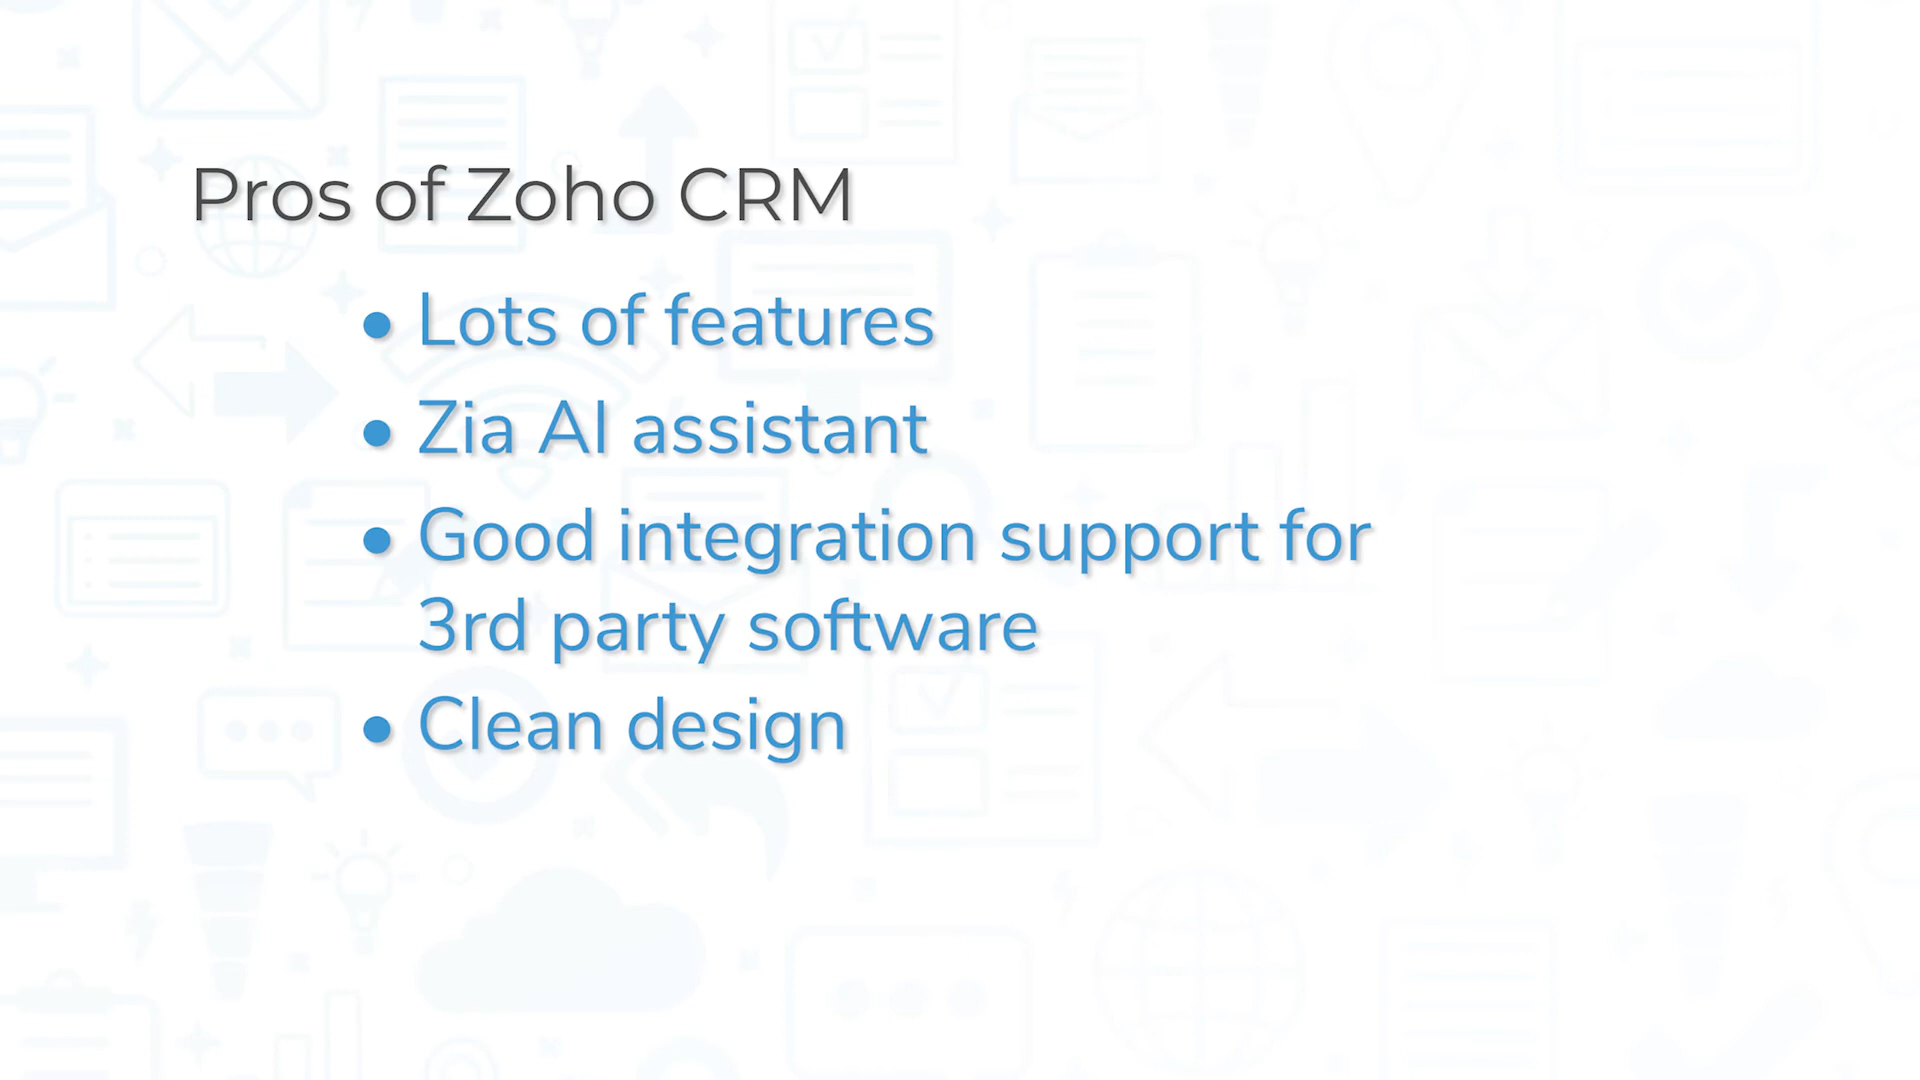 Pros of Zoho CRM
• Lots of features
• Zia AI assistant
• Good integration support for
3rd party software
• Clean design